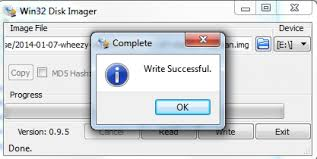 Win32 Disk Imager
Image File
Device
se/2014-01-07-wheezy-
an.img
[E:\]
Complete
Write Successful.
OK
Copy
MD5 Hash:
Progress
Version: 0.9.5
Cancel
Read
Write
Exit
Done.